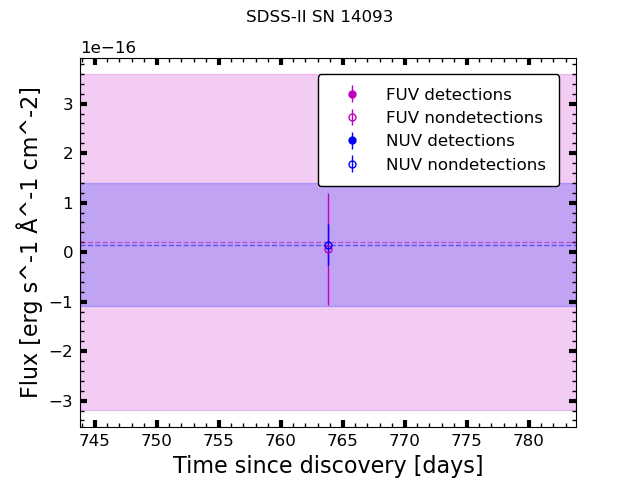 SDSS-II SN 14093
1e−16
FUV detections
FUV nondetections
NUV detections
NUV nondetections
3
2
1
0
−1
−2
−3
Flux [erg s^-1 Å^-1 cm^-2]
745 750 755 760 765 770 775 780
Time since discovery [days]